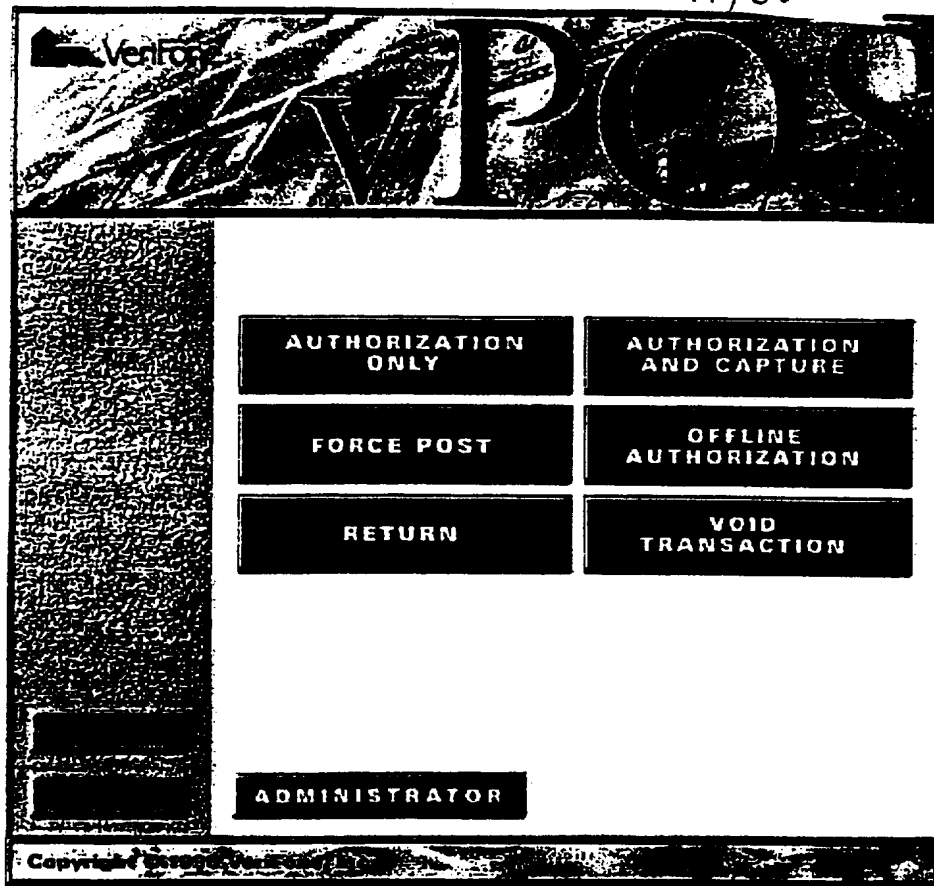 VeriFone
vPOS
AUTHORIZATION
ONLY
AUTHORIZATION
AND CAPTURE
FORCE POST
OFFLINE
AUTHORIZATION
RETURN
VOID
TRANSACTION
ADMINISTRATOR
Copyright